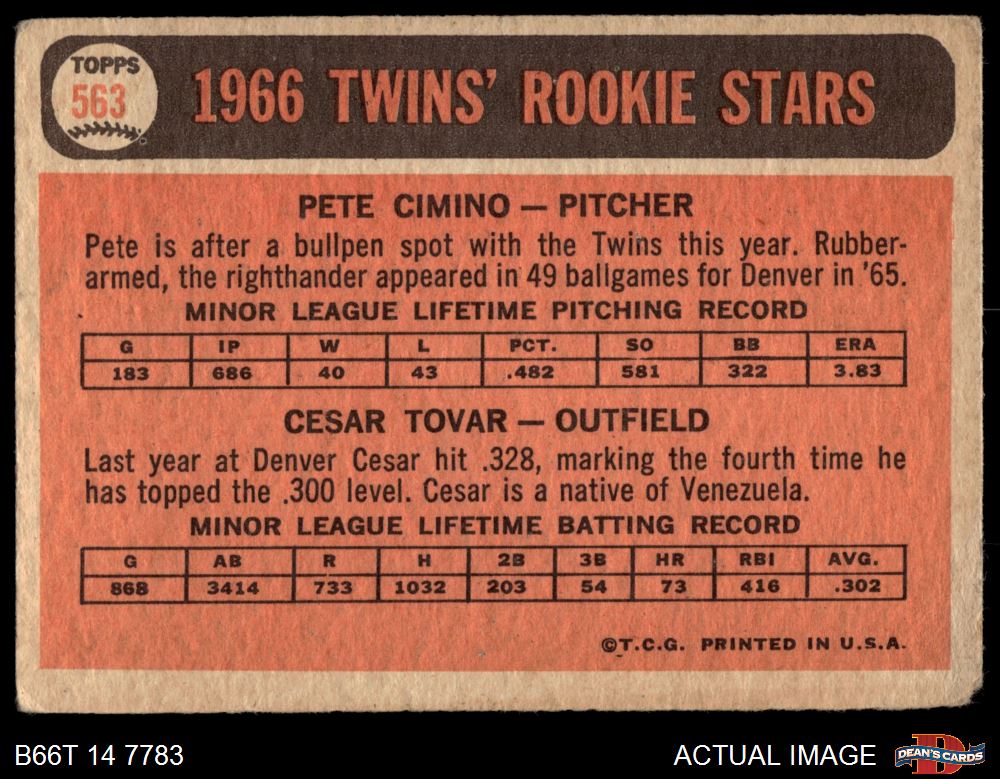 TOPPS
563
1966 TWINS' ROOKIE STARS
PETE CIMINO — PITCHER
Pete is after a bullpen spot with the Twins this year. Rubber-
armed, the righthander appeared in 49 ballgames for Denver in '65.
MINOR LEAGUE LIFETIME PITCHING RECORD
G IP W L PCT. SO BB ERA
183 686 40 43 .482 581 322 3.83
CESAR TOVAR — OUTFIELD
Last year at Denver Cesar hit .328, marking the fourth time he
has topped the .300 level. Cesar is a native of Venezuela.
MINOR LEAGUE LIFETIME BATTING RECORD
G AB R H 2B 3B HR RBI AVG.
868 3414 733 1032 203 54 73 416 .302
©T.C.G. PRINTED IN U.S.A.
B66T 14 7783
ACTUAL IMAGE
D
DEAN'S CARDS